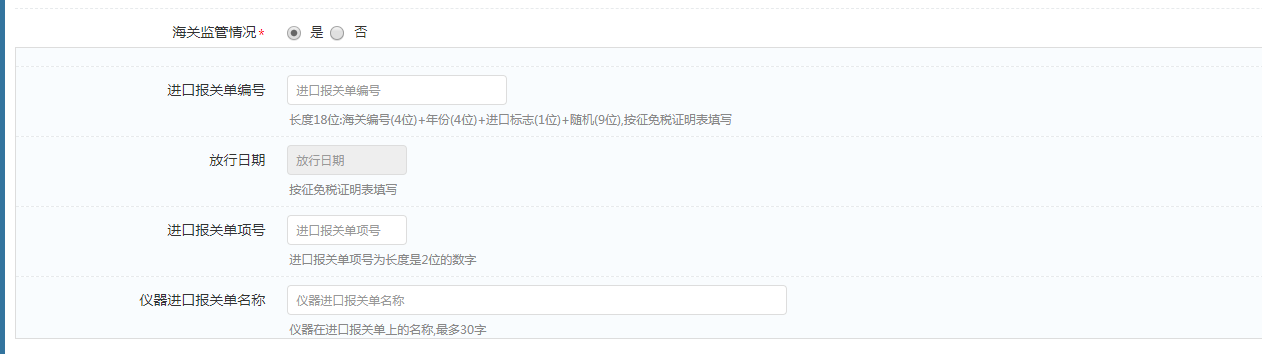 海关监管情况* 是 否
进口报关单编号 进口报关单编号
长度18位:海关编号(4位)+年份(4位)+进口标志(1位)+随机(9位),按征免税证明表填写
放行日期 放行日期
按征免税证明表填写
进口报关单项号 进口报关单项号
进口报关单项号为长度是2位的数字
仪器进口报关单名称 仪器进口报关单名称
仪器在进口报关单上的名称,最多30字